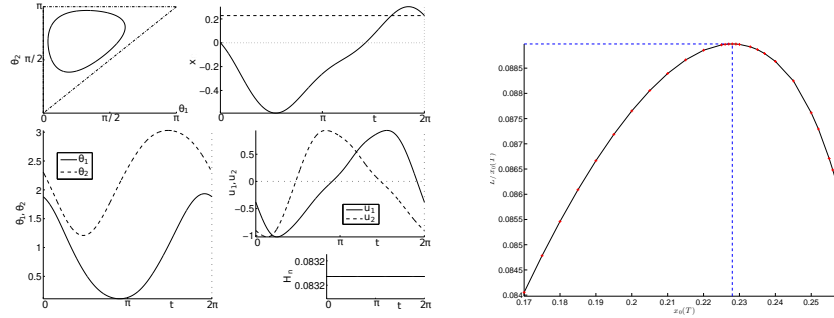 π
θ₂
π/2
0
0
π/2
π
θ₁
0.2
0
−0.2
−0.4
x
0
π
t
2π
3
2.5
2
1.5
1
0.5
θ₁, θ₂
θ₁
θ₂
0
π
t
2π
0.5
0
−0.5
−1
u₁,u₂
u₁
u₂
0
π
t
2π
0.0832
0.0832
Hₙ
0
π
t
2π
0.0885
0.088
0.0875
0.087
0.0865
0.086
0.0855
0.085
0.0845
0.084
0.17
0.18
0.19
0.2
0.21
0.22
0.23
0.24
0.25
x₀(T)